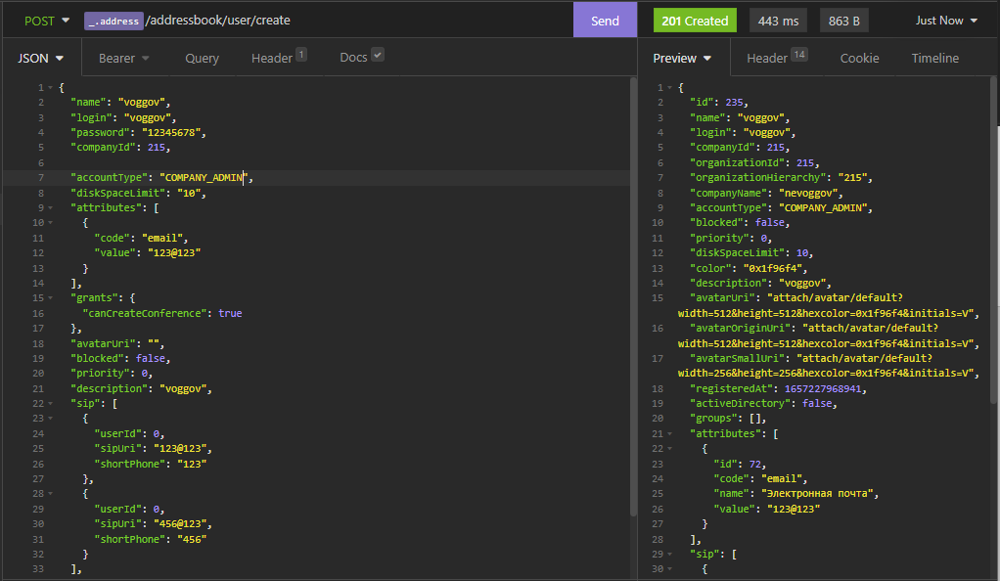 POST _.address /addressbook/user/create Send 201 Created 443 ms 863 B Just Now
JSON Bearer Query Header 1 Docs Preview Header 14 Cookie Timeline
1 {
2 "name": "voggov",
3 "login": "voggov",
4 "password": "12345678",
5 "companyId": 215,
6
7 "accountType": "COMPANY_ADMIN",
8 "diskSpaceLimit": "10",
9 "attributes": [
10 {
11 "code": "email",
12 "value": "123@123"
13 }
14 ],
15 "grants": {
16 "canCreateConference": true
17 },
18 "avatarUri": "",
19 "blocked": false,
20 "priority": 0,
21 "description": "voggov",
22 "sip": [
23 {
24 "userId": 0,
25 "sipUri": "123@123",
26 "shortPhone": "123"
27 },
28 {
29 "userId": 0,
30 "sipUri": "456@123",
31 "shortPhone": "456"
32 }
33 ],
1 {
2 "id": 235,
3 "name": "voggov",
4 "login": "voggov",
5 "companyId": 215,
6 "organizationId": 215,
7 "organizationHierarchy": "215",
8 "companyName": "nevoggov",
9 "accountType": "COMPANY_ADMIN",
10 "blocked": false,
11 "priority": 0,
12 "diskSpaceLimit": 10,
13 "color": "0x1f96f4",
14 "description": "voggov",
15 "avatarUri": "attach/avatar/default?
width=512&height=512&hexcolor=0x1f96f4&initials=V",
16 "avatarOriginUri": "attach/avatar/default?
width=512&height=512&hexcolor=0x1f96f4&initials=V",
17 "avatarSmallUri": "attach/avatar/default?
width=256&height=256&hexcolor=0x1f96f4&initials=V",
18 "registeredAt": 1657227968941,
19 "activeDirectory": false,
20 "groups": [],
21 "attributes": [
22 {
23 "id": 72,
24 "code": "email",
25 "name": "Электронная почта",
26 "value": "123@123"
27 }
28 ],
29 "sip": [
30 {